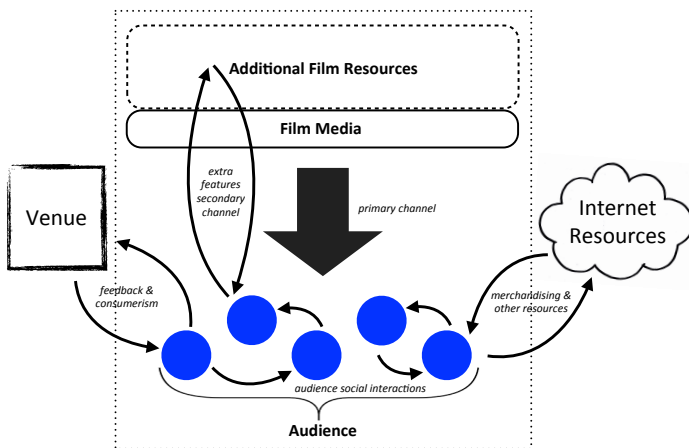 Additional Film Resources
Film Media
extra
features
secondary
channel
primary channel
Venue
Internet
Resources
feedback &
consumerism
merchandising &
other resources
audience social interactions
Audience